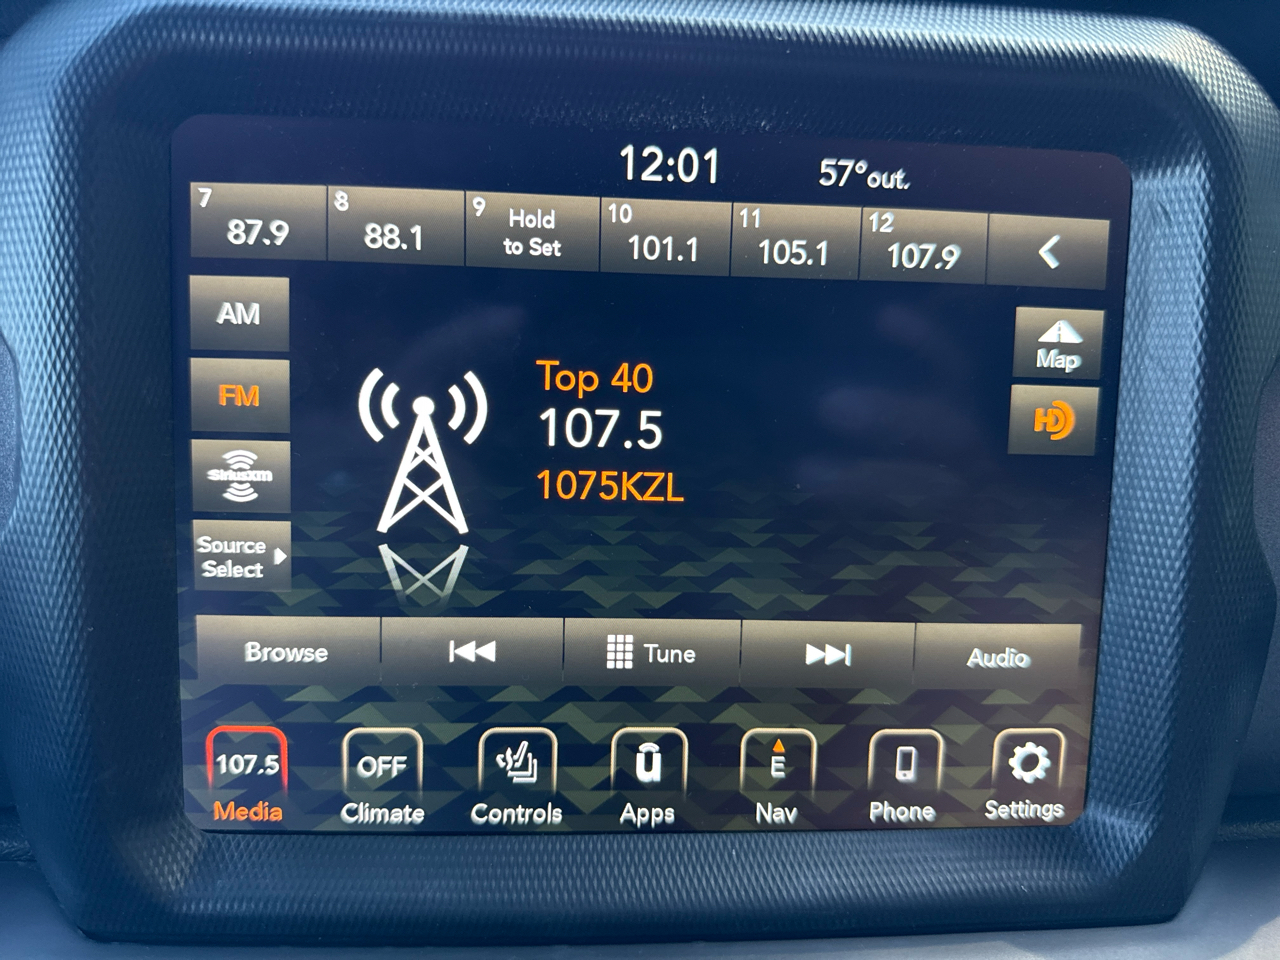 12:01
57°out.
7
87.9
8
88.1
9
Hold
to Set
10
101.1
11
105.1
12
107.9
AM
FM
SiriusXM
Source
Select
Top 40
107.5
1075KZL
Map
HD
Browse
Tune
Audio
107.5
Media
OFF
Climate
Controls
u
Apps
E
Nav
Phone
Settings